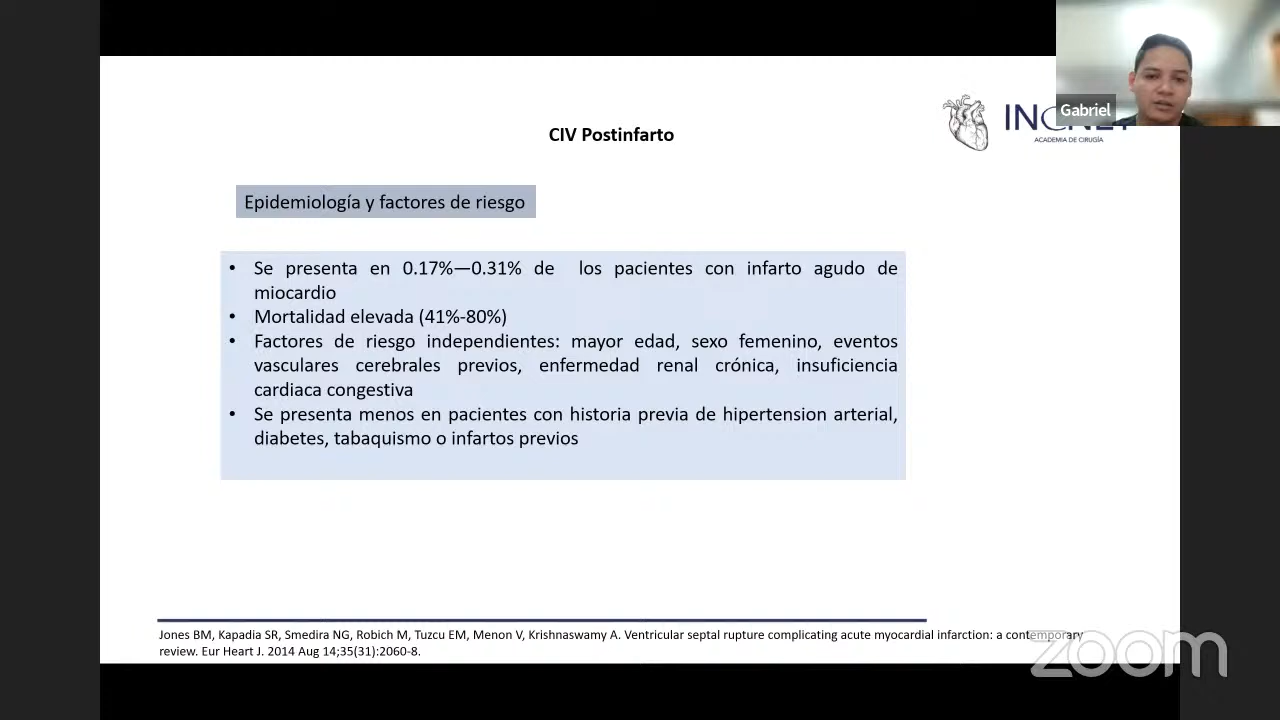 CIV Postinfarto
Gabriel
ACADEMIA DE CIRUGÍA
Epidemiología y factores de riesgo
• Se presenta en 0.17%—0.31% de los pacientes con infarto agudo de
miocardio
• Mortalidad elevada (41%-80%)
• Factores de riesgo independientes: mayor edad, sexo femenino, eventos
vasculares cerebrales previos, enfermedad renal crónica, insuficiencia
cardiaca congestiva
• Se presenta menos en pacientes con historia previa de hipertension arterial,
diabetes, tabaquismo o infartos previos
Jones BM, Kapadia SR, Smedira NG, Robich M, Tuzcu EM, Menon V, Krishnaswamy A. Ventricular septal rupture complicating acute myocardial infarction: a contemporary
review. Eur Heart J. 2014 Aug 14;35(31):2060-8.
zoom